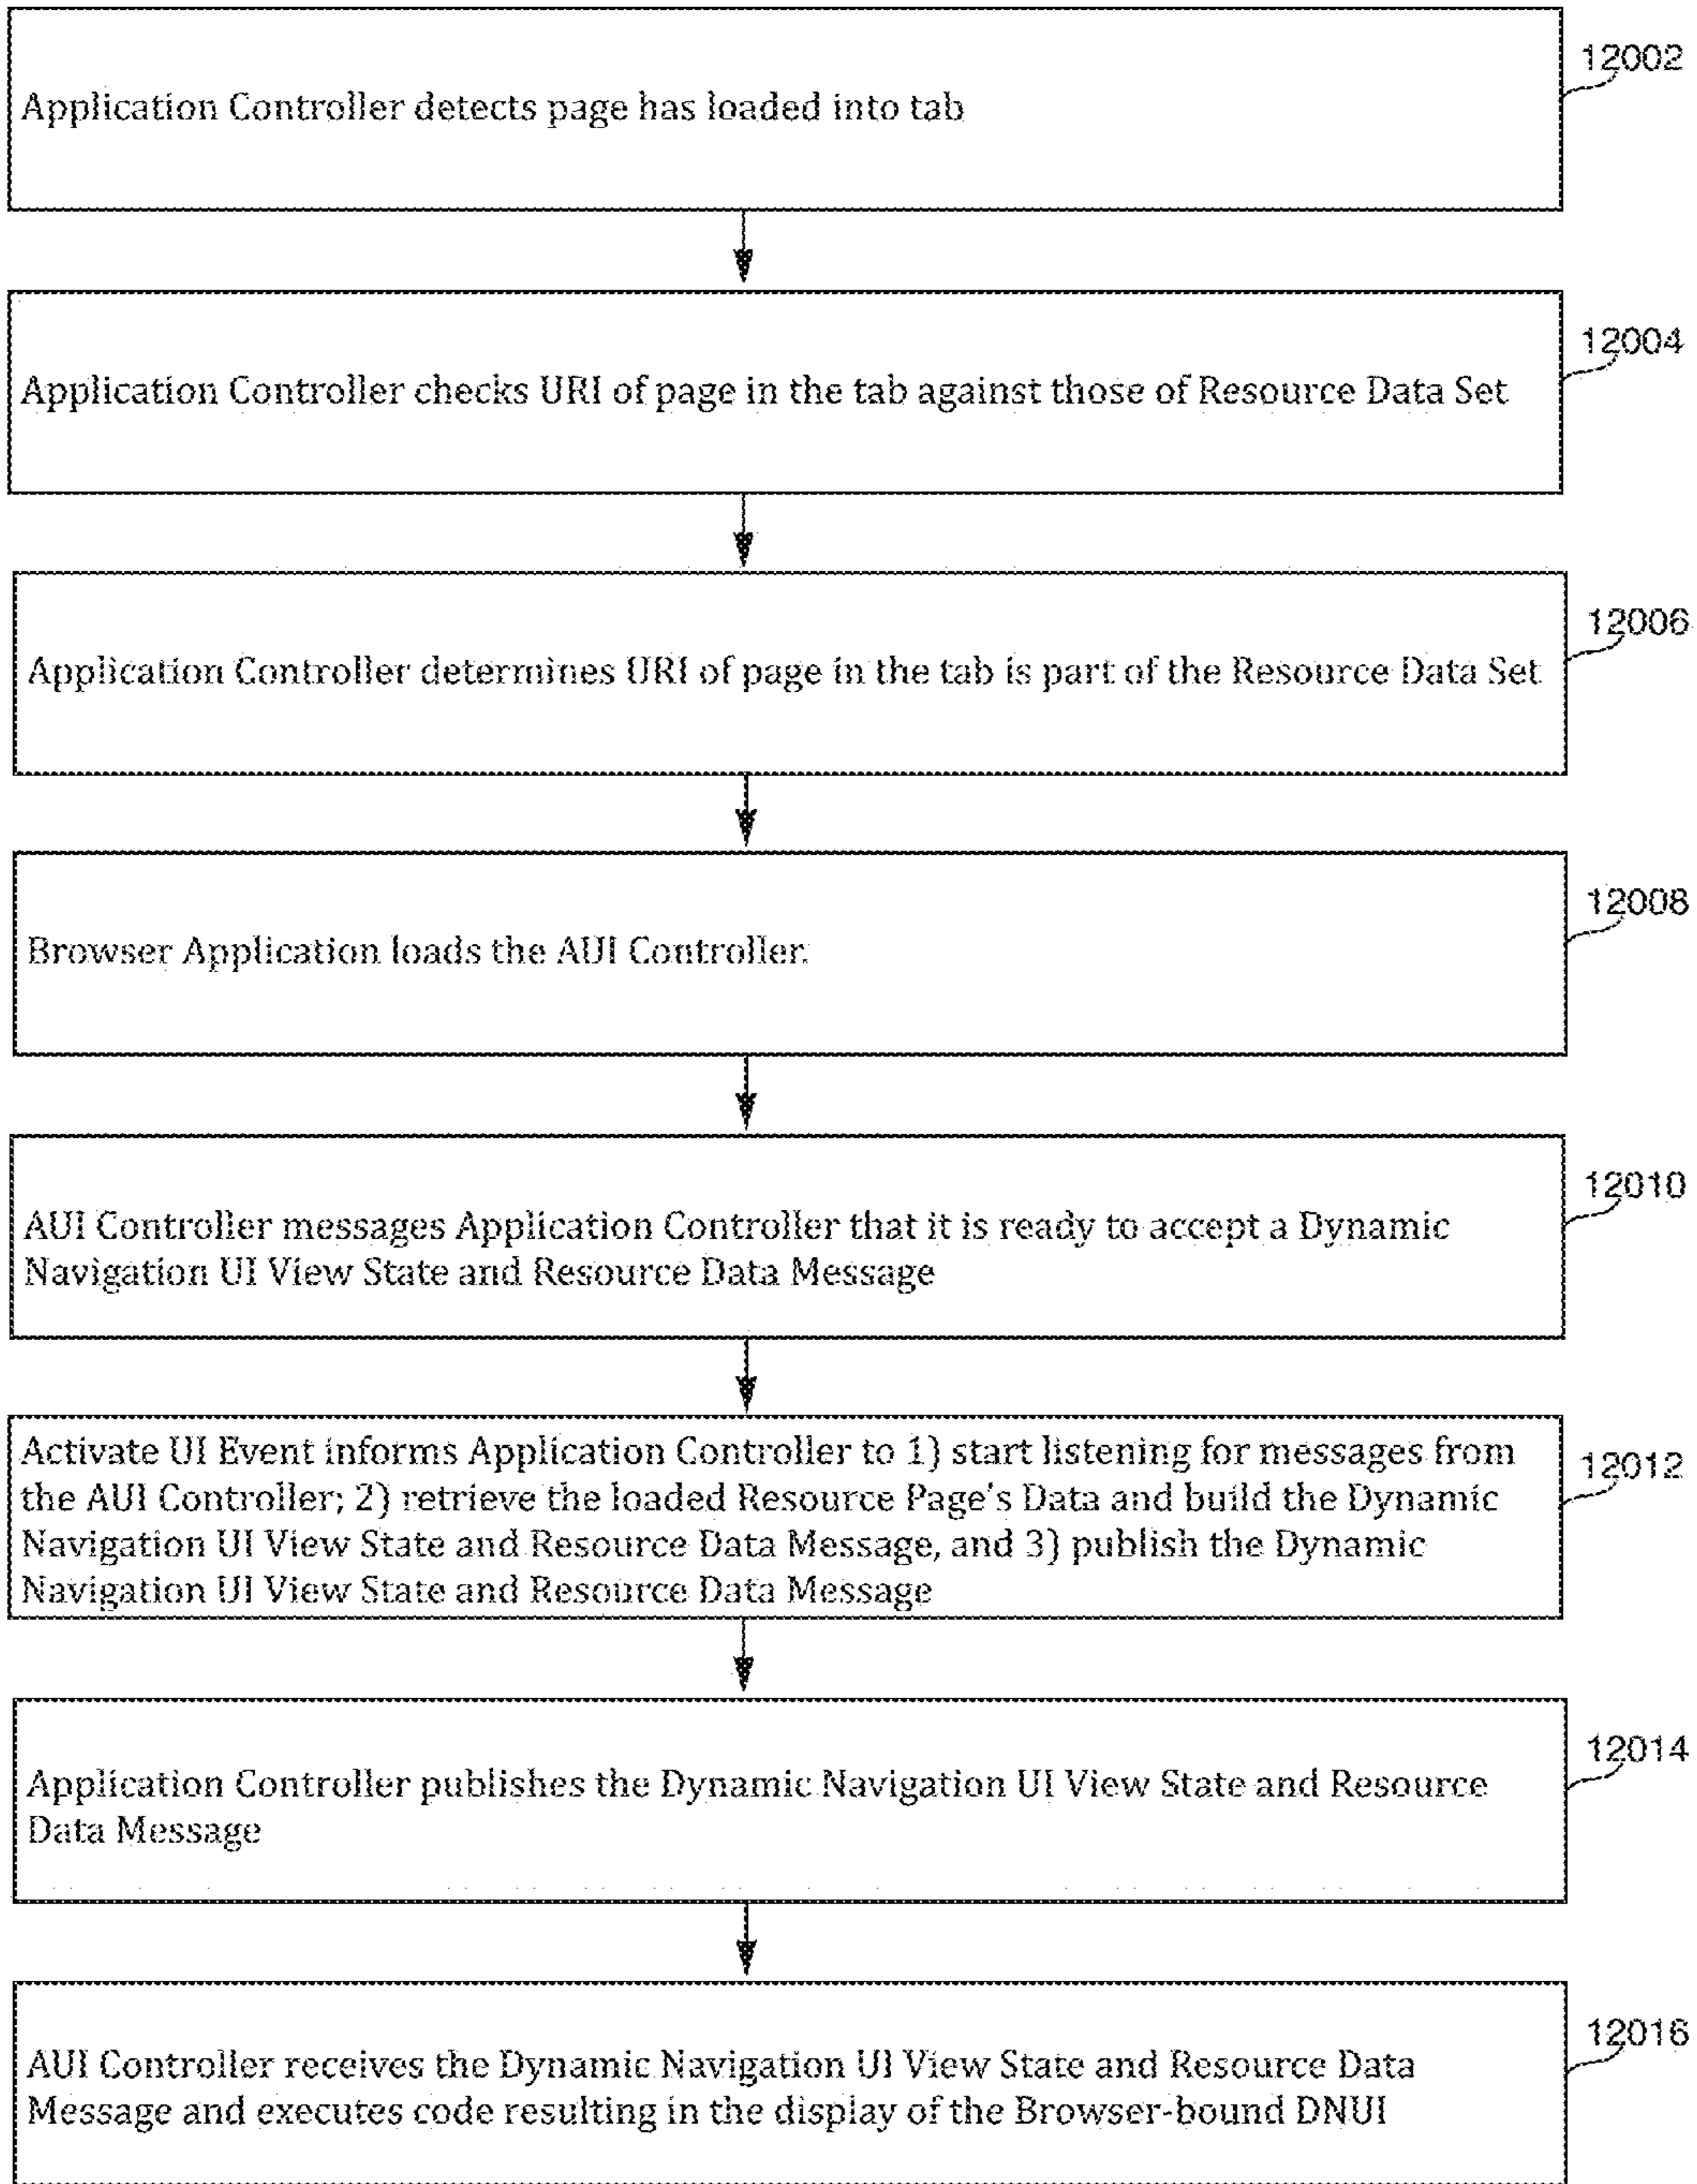 12002
Application Controller detects page has loaded into tab
12004
Application Controller checks URI of page in the tab against those of Resource Data Set
12006
Application Controller determines URI of page in the tab is part of the Resource Data Set
12008
Browser Application loads the AUI Controller.
12010
AUI Controller messages Application Controller that it is ready to accept a Dynamic
Navigation UI View State and Resource Data Message
Activate UI Event informs Application Controller to 1) start listening for messages from
12012
the AUI Controller; 2) retrieve the loaded Resource Page's Data and build the Dynamic
Navigation UI View State and Resource Data Message, and 3) publish the Dynamic
Navigation UI View State and Resource Data Message
12014
Application Controller publishes the Dynamic Navigation UI View State and Resource
Data Message
12016
AUI Controller receives the Dynamic Navigation UI View State and Resource Data
Message and executes code resulting in the display of the Browser-bound DNUI